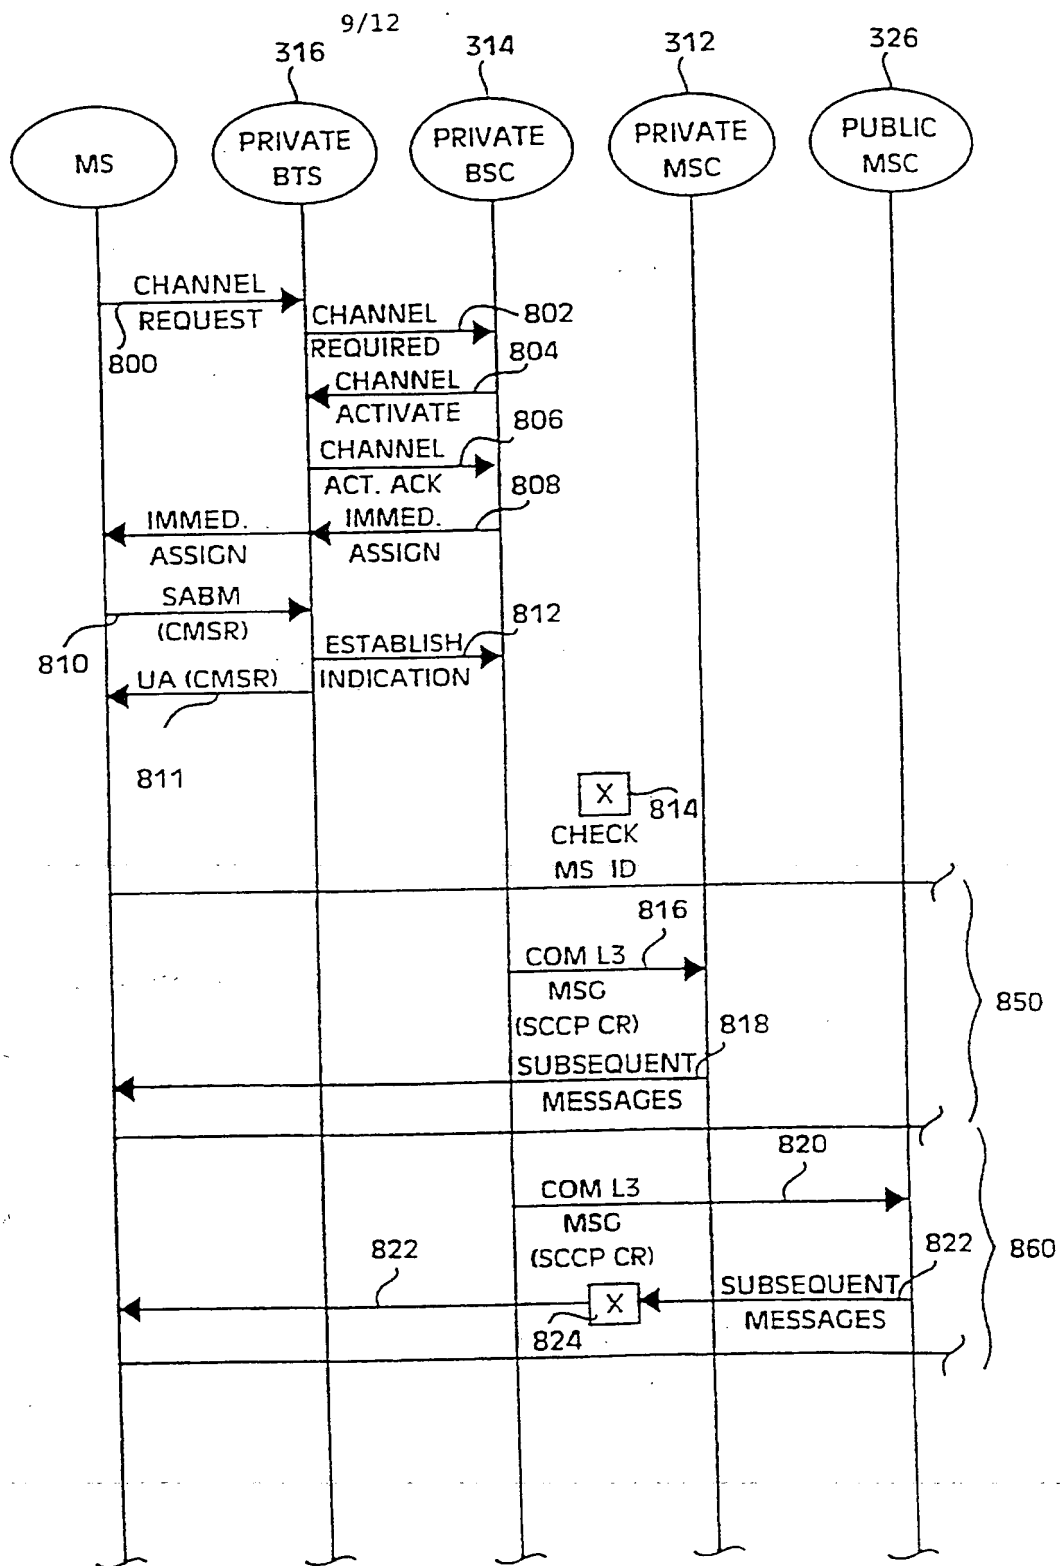 9/12
316
314
312
326
MS
PRIVATE
BTS
PRIVATE
BSC
PRIVATE
MSC
PUBLIC
MSC
CHANNEL
REQUEST
800
CHANNEL
REQUIRED
802
804
CHANNEL
ACTIVATE
806
CHANNEL
ACT. ACK
808
IMMED.
ASSIGN
IMMED.
ASSIGN
SABM
(CMSR)
810
812
ESTABLISH
INDICATION
UA (CMSR)
811
X
814
CHECK
MS ID
816
COM L3
MSG
(SCCP CR)
818
SUBSEQUENT
MESSAGES
850
820
COM L3
MSG
(SCCP CR)
822
822
SUBSEQUENT
MESSAGES
X
824
860